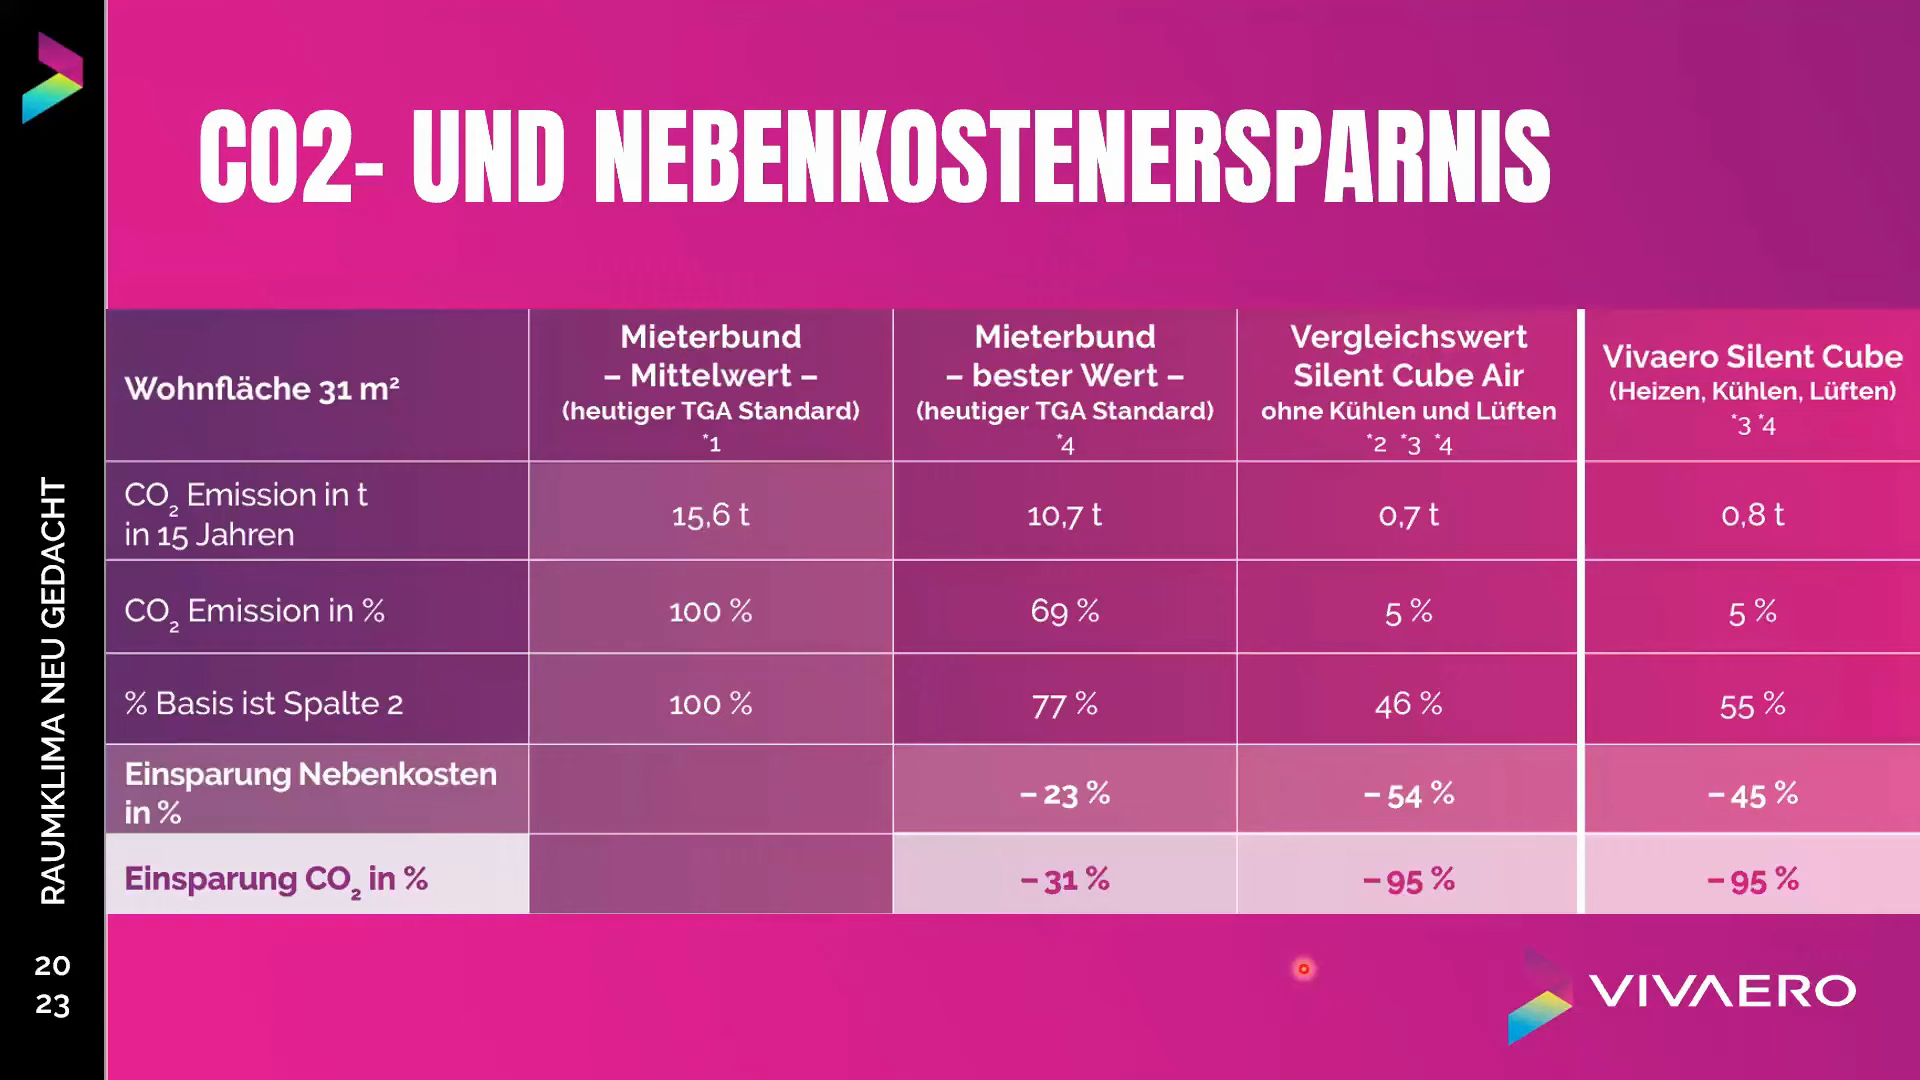 CO2- UND NEBENKOSTENERSPARNIS
Wohnfläche 31 m²
Mieterbund
– Mittelwert –
(heutiger TGA Standard)
*1
Mieterbund
– bester Wert –
(heutiger TGA Standard)
*4
Vergleichswert
Silent Cube Air
ohne Kühlen und Lüften
*2 *3 *4
Vivaero Silent Cube
(Heizen, Kühlen, Lüften)
*3 *4
CO₂ Emission in t
in 15 Jahren
15,6 t
10,7 t
0,7 t
0,8 t
CO₂ Emission in %
100 %
69 %
5 %
5 %
% Basis ist Spalte 2
100 %
77 %
46 %
55 %
Einsparung Nebenkosten
in %
– 23 %
– 54 %
– 45 %
Einsparung CO₂ in %
– 31 %
– 95 %
– 95 %
RAUMKLIMA NEU GEDACHT
20
23
VIVAERO